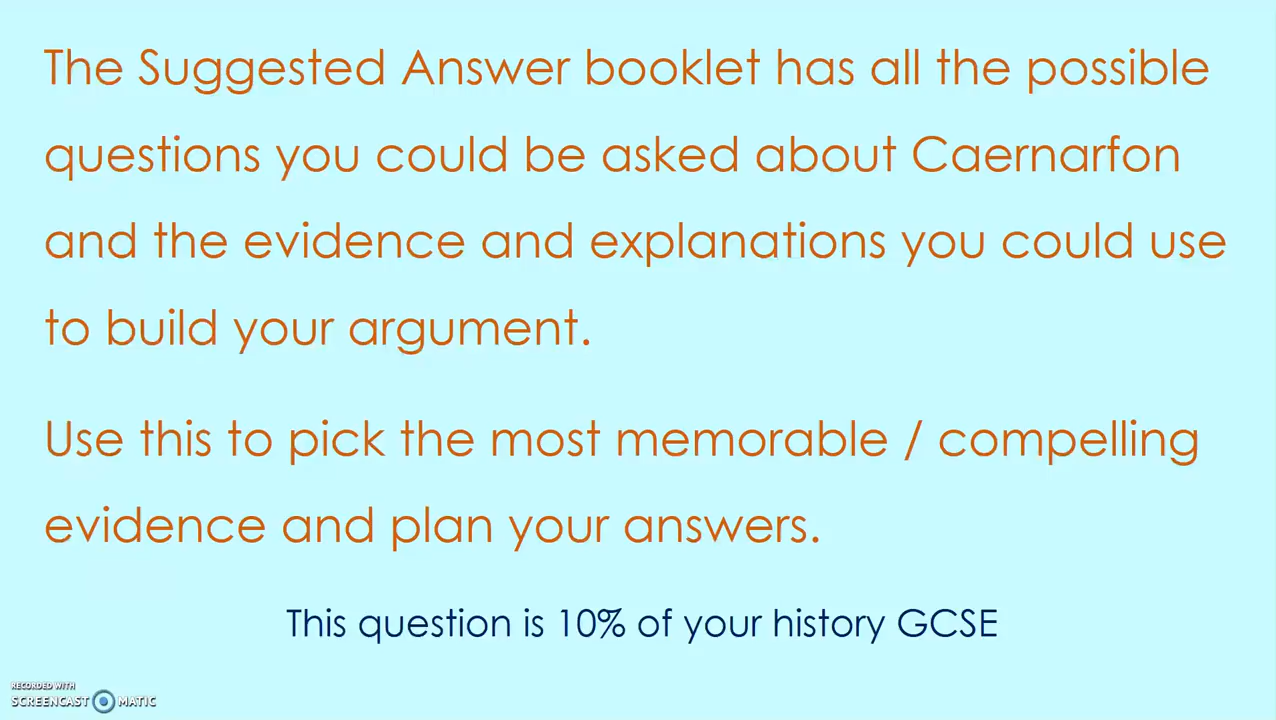 The Suggested Answer booklet has all the possible
questions you could be asked about Caernarfon
and the evidence and explanations you could use
to build your argument.
Use this to pick the most memorable / compelling
evidence and plan your answers.
This question is 10% of your history GCSE
RECORDED WITH
SCREENCAST MATIC